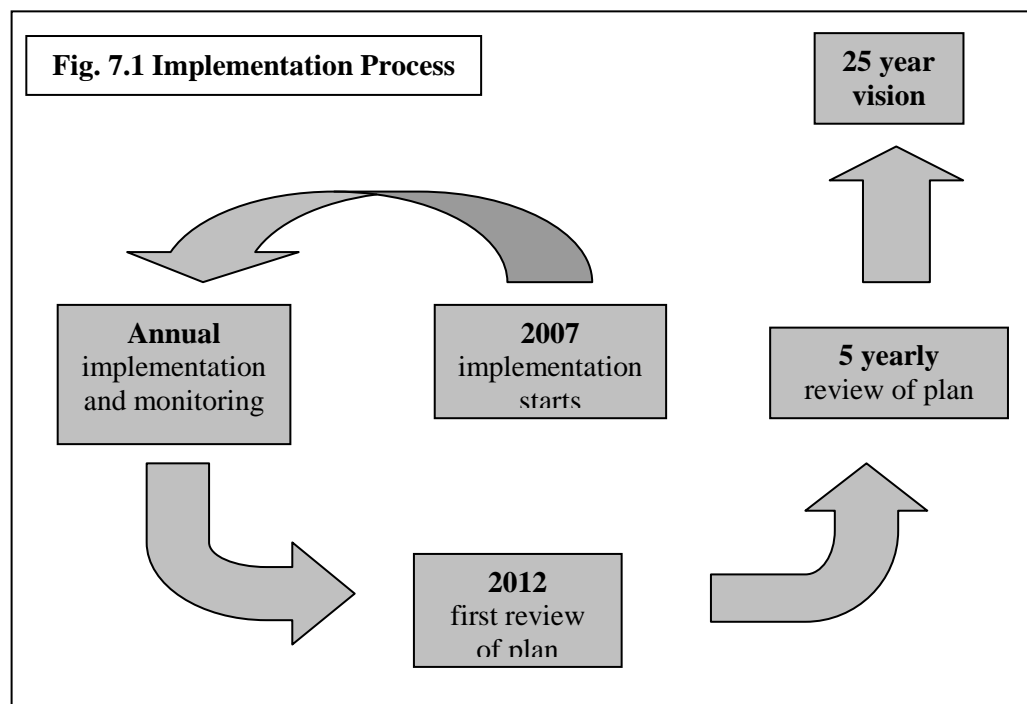 Fig. 7.1 Implementation Process
25 year
vision
Annual
implementation
and monitoring
2007
implementation
starts
5 yearly
review of plan
2012
first review
of plan